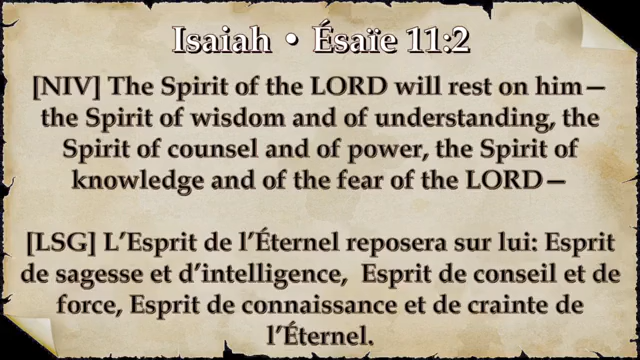 Isaiah • Ésaïe 11:2
[NIV] The Spirit of the LORD will rest on him—
the Spirit of wisdom and of understanding, the
Spirit of counsel and of power, the Spirit of
knowledge and of the fear of the LORD—
[LSG] L’Esprit de l’Éternel reposera sur lui: Esprit
de sagesse et d’intelligence,  Esprit de conseil et de
force, Esprit de connaissance et de crainte de
l’Éternel.